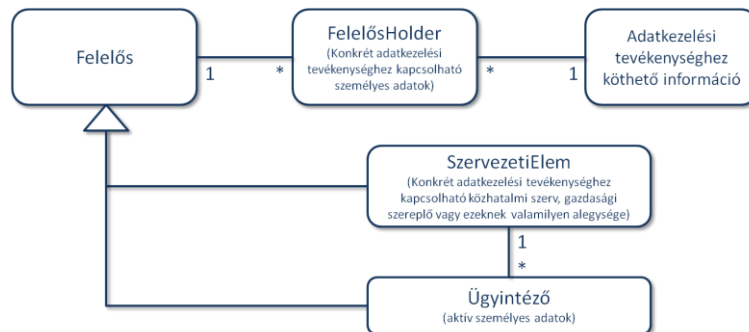 Felelős
1
*
FelelősHolder
(Konkrét adatkezelési
tevékenységhez kapcsolható
személyes adatok)
*
1
Adatkezelési
tevékenységhez
köthető információ
SzervezetiElem
(Konkrét adatkezelési tevékenységhez
kapcsolható közhatalmi szerv, gazdasági
szereplő vagy ezeknek valamilyen alegysége)
1
*
Ügyintéző
(aktív személyes adatok)